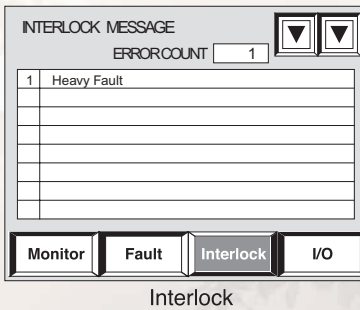 INTERLOCK MESSAGE
ERROR COUNT 1
1 Heavy Fault
Monitor Fault Interlock I/O
Interlock